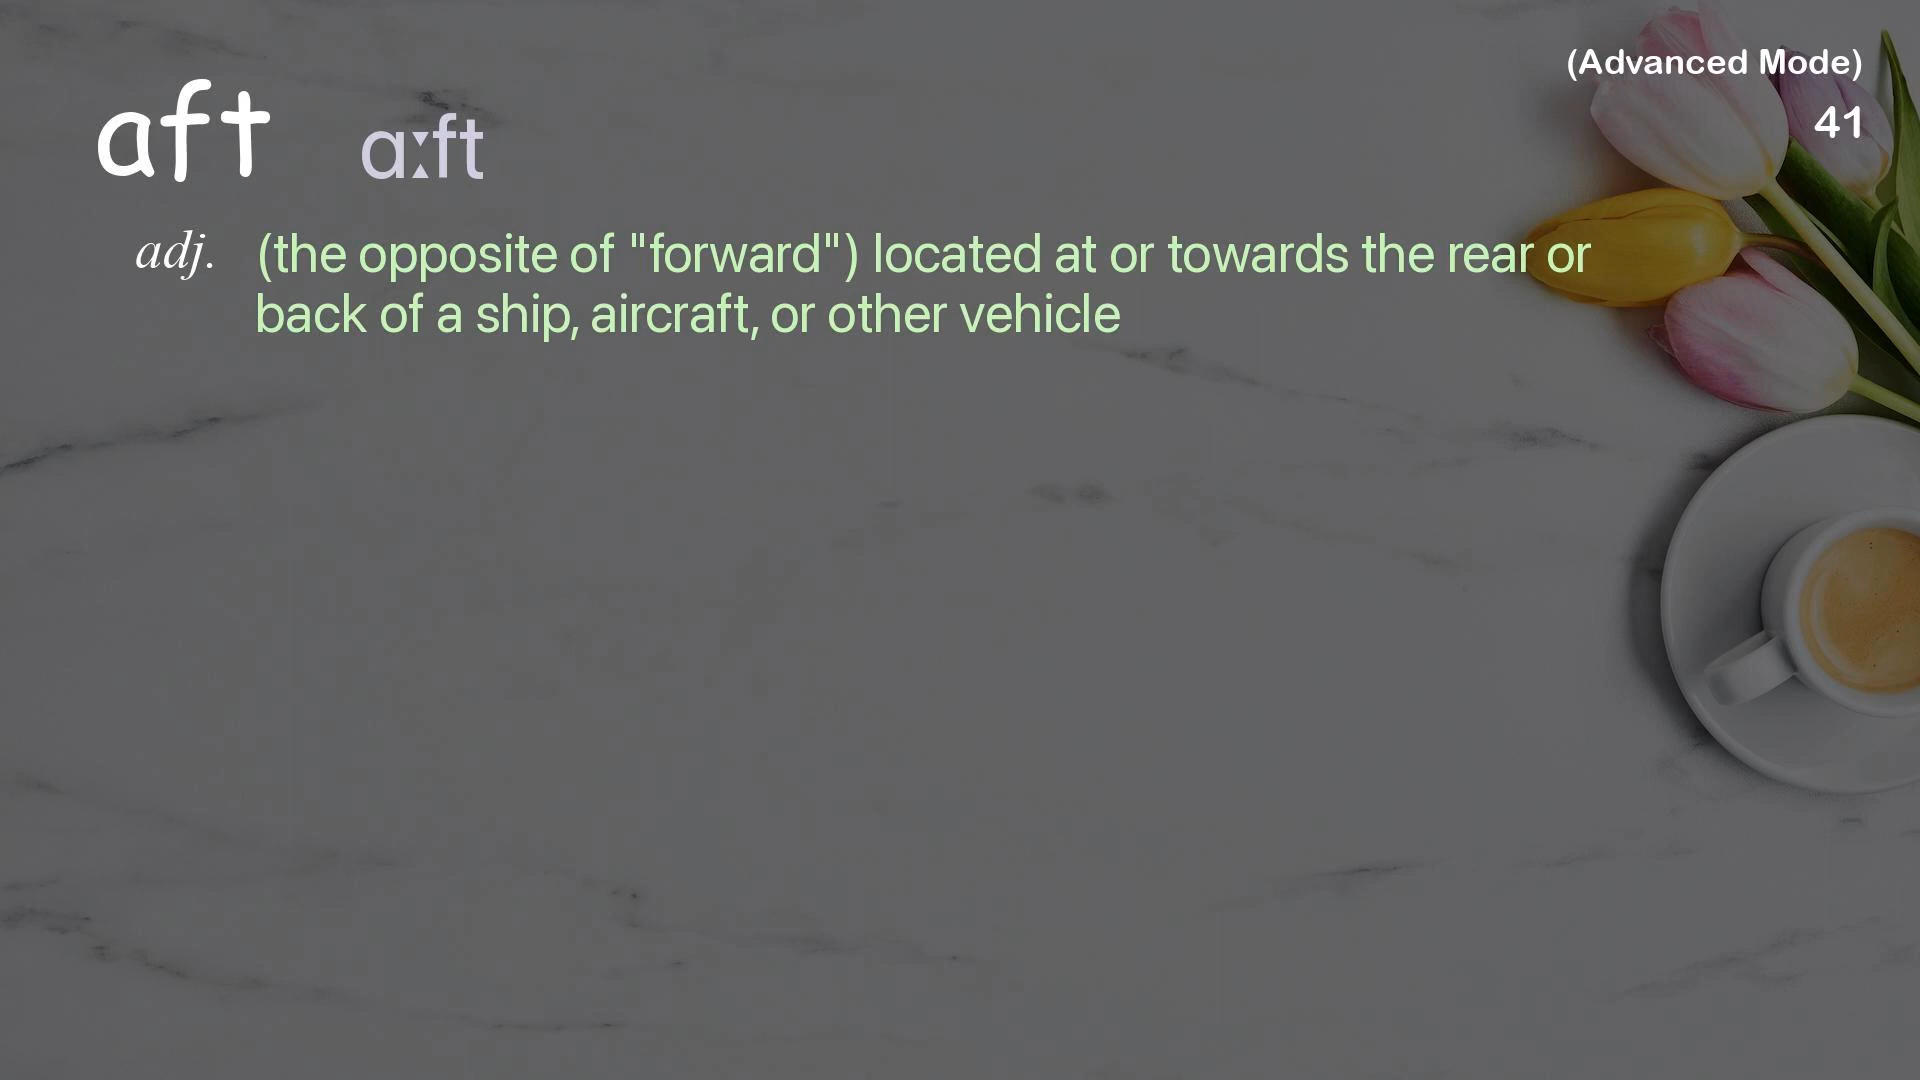 (Advanced Mode)
41
aft aːft
adj. (the opposite of "forward") located at or towards the rear or
back of a ship, aircraft, or other vehicle